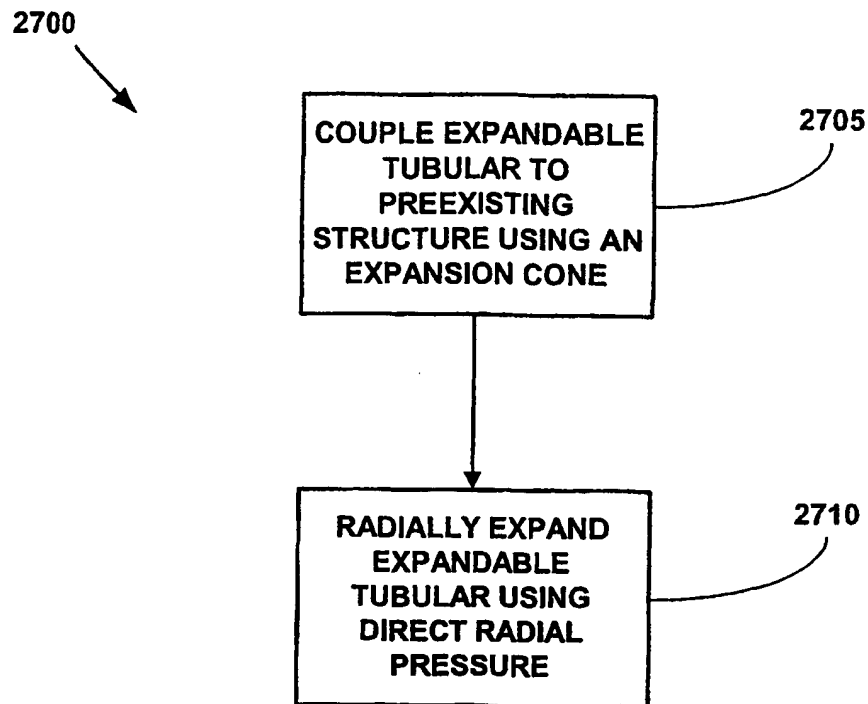 2700
COUPLE EXPANDABLE
TUBULAR TO
PREEXISTING
STRUCTURE USING AN
EXPANSION CONE
2705
RADIALLY EXPAND
EXPANDABLE
TUBULAR USING
DIRECT RADIAL
PRESSURE
2710